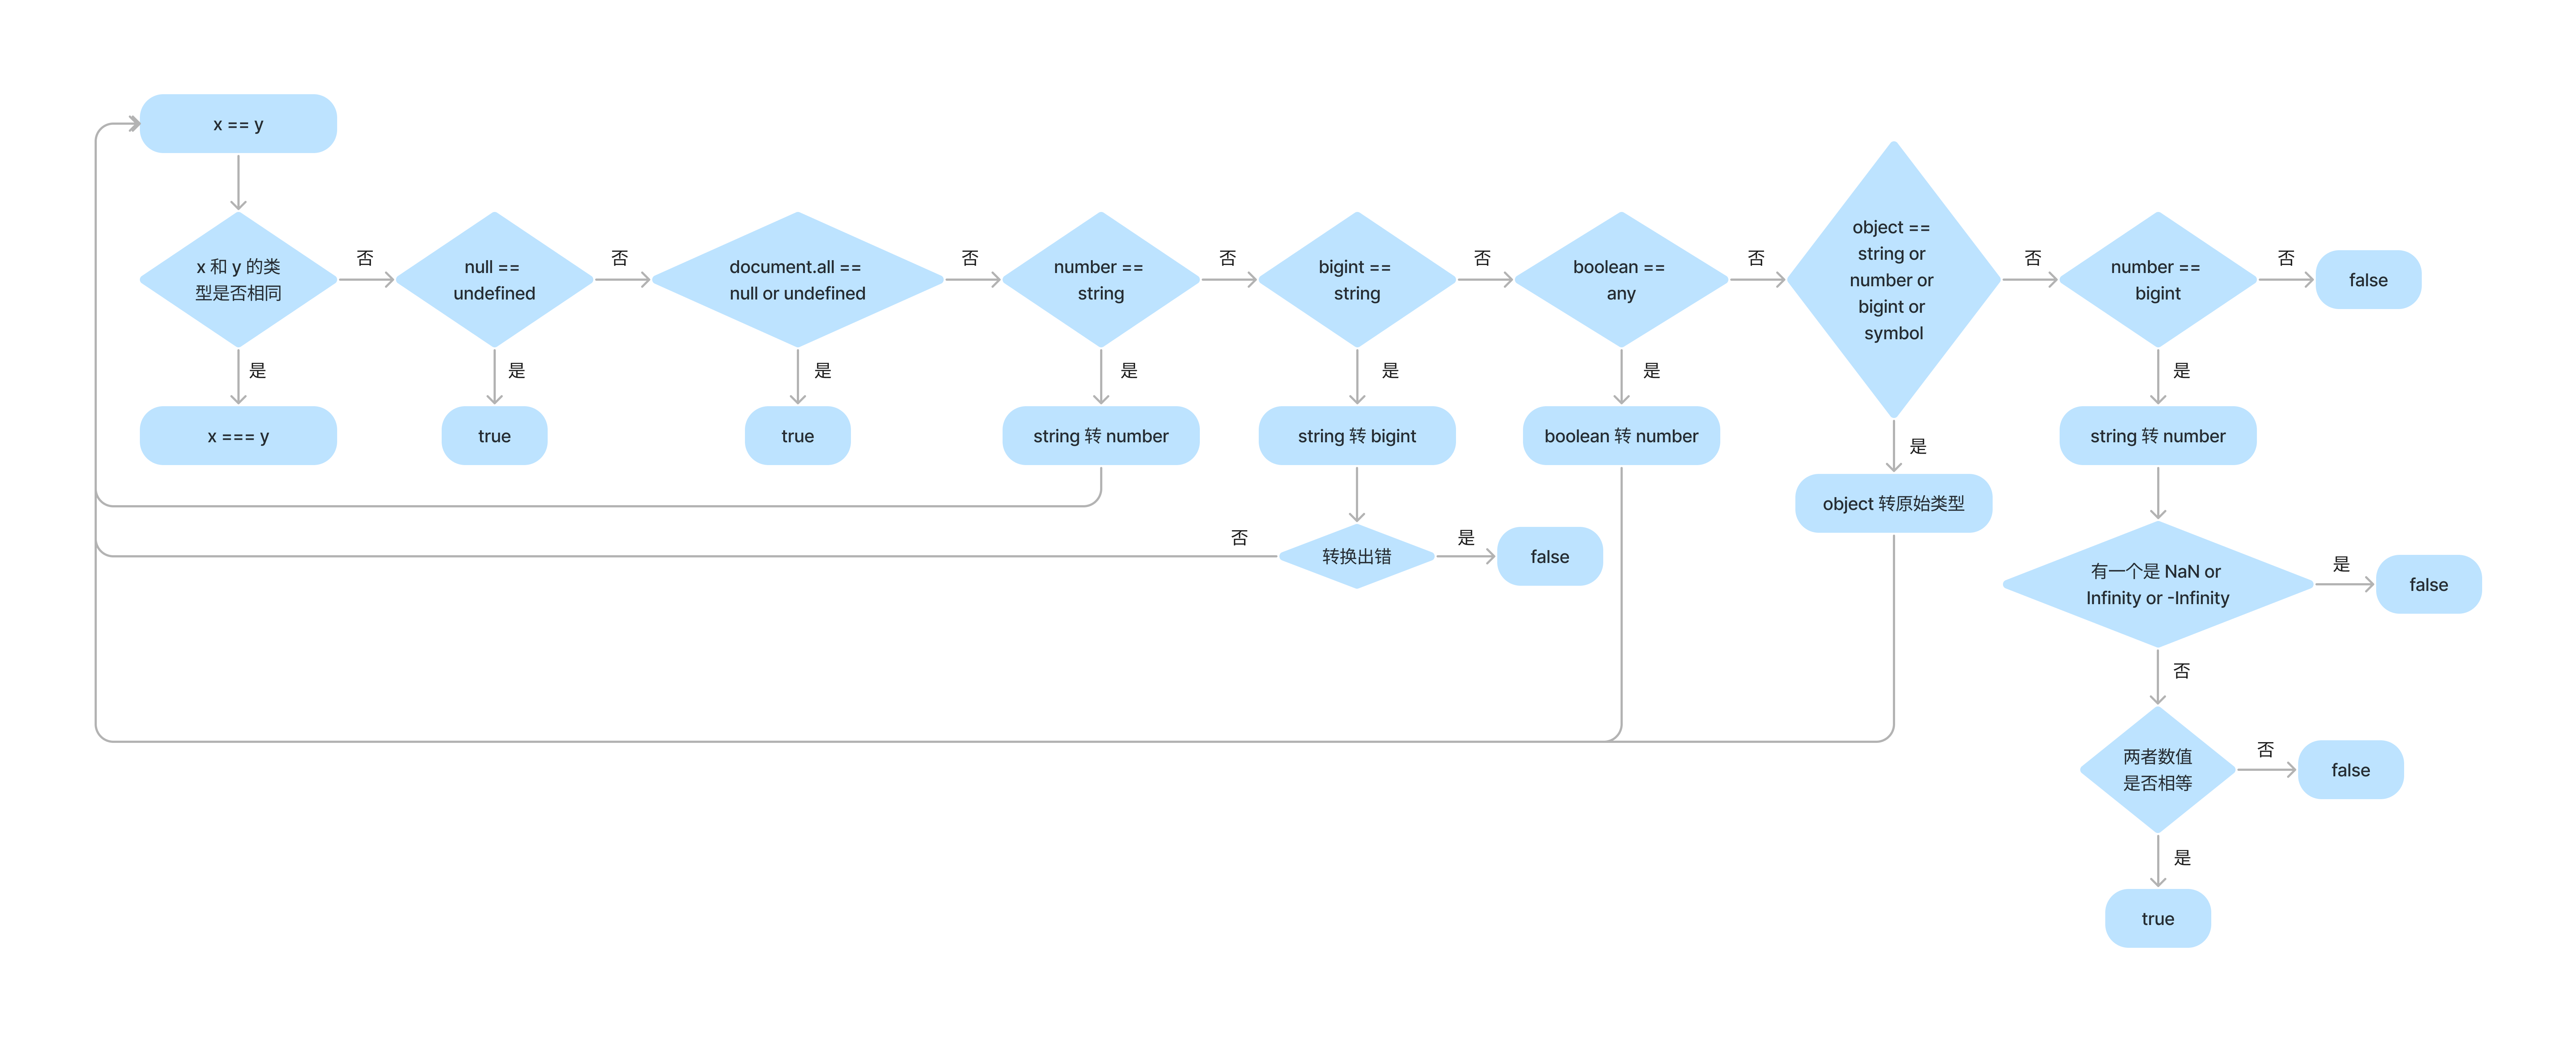 x == y
x 和 y 的类
型是否相同
否
null ==
undefined
否
document.all ==
null or undefined
否
number ==
string
否
bigint ==
string
否
boolean ==
any
否
object ==
string or
number or
bigint or
symbol
否
number ==
bigint
否
false
是
是
是
是
是
是
是
是
x === y
true
true
string 转 number
string 转 bigint
boolean 转 number
object 转原始类型
string 转 number
否
转换出错
是
false
有一个是 NaN or
Infinity or -Infinity
是
false
否
两者数值
是否相等
否
false
是
true